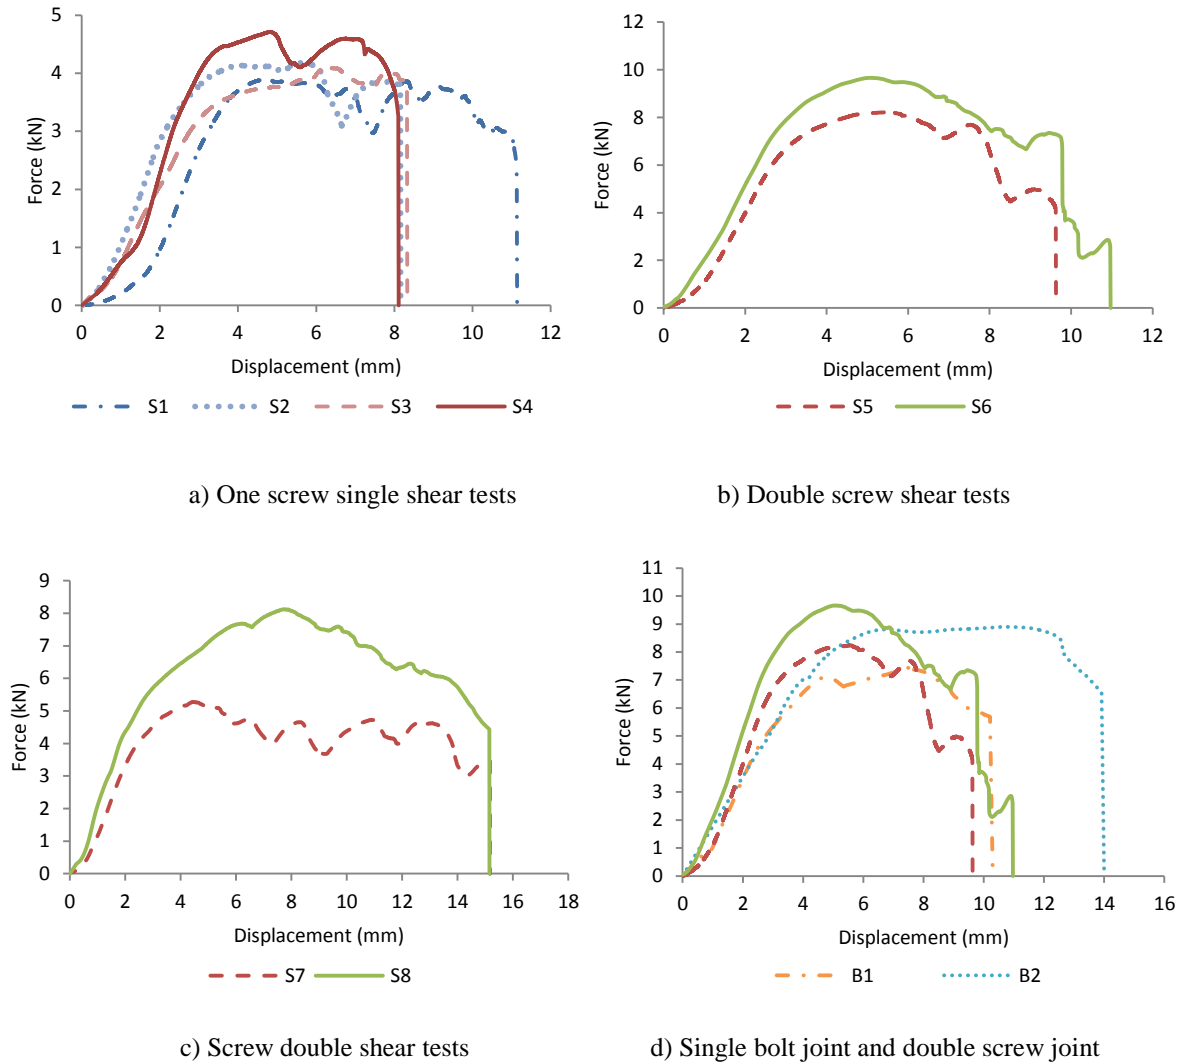 5
4
3
2
1
0
Force (kN)
0 2 4 6 8 10 12
Displacement (mm)
S1 S2 S3 S4
a) One screw single shear tests
12
10
8
6
4
2
0
Force (kN)
0 2 4 6 8 10 12
Displacement (mm)
S5 S6
b) Double screw shear tests
9
8
7
6
5
4
3
2
1
0
Force (kN)
0 2 4 6 8 10 12 14 16 18
Displacement (mm)
S7 S8
c) Screw double shear tests
11
10
9
8
7
6
5
4
3
2
1
0
Force (kN)
0 2 4 6 8 10 12 14 16
Displacement (mm)
B1 B2
d) Single bolt joint and double screw joint